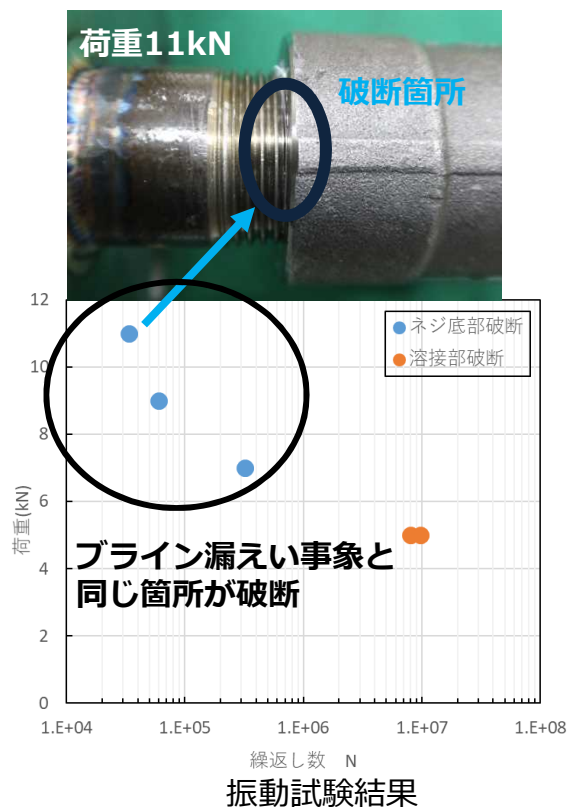 荷重11kN
破断箇所
12
10
8
6
4
2
0
荷重(kN)
ネジ底部破断
溶接部破断
ブライン漏えい事象と
同じ箇所が破断
1.E+04 1.E+05 1.E+06 1.E+07 1.E+08
繰返し数 N
振動試験結果